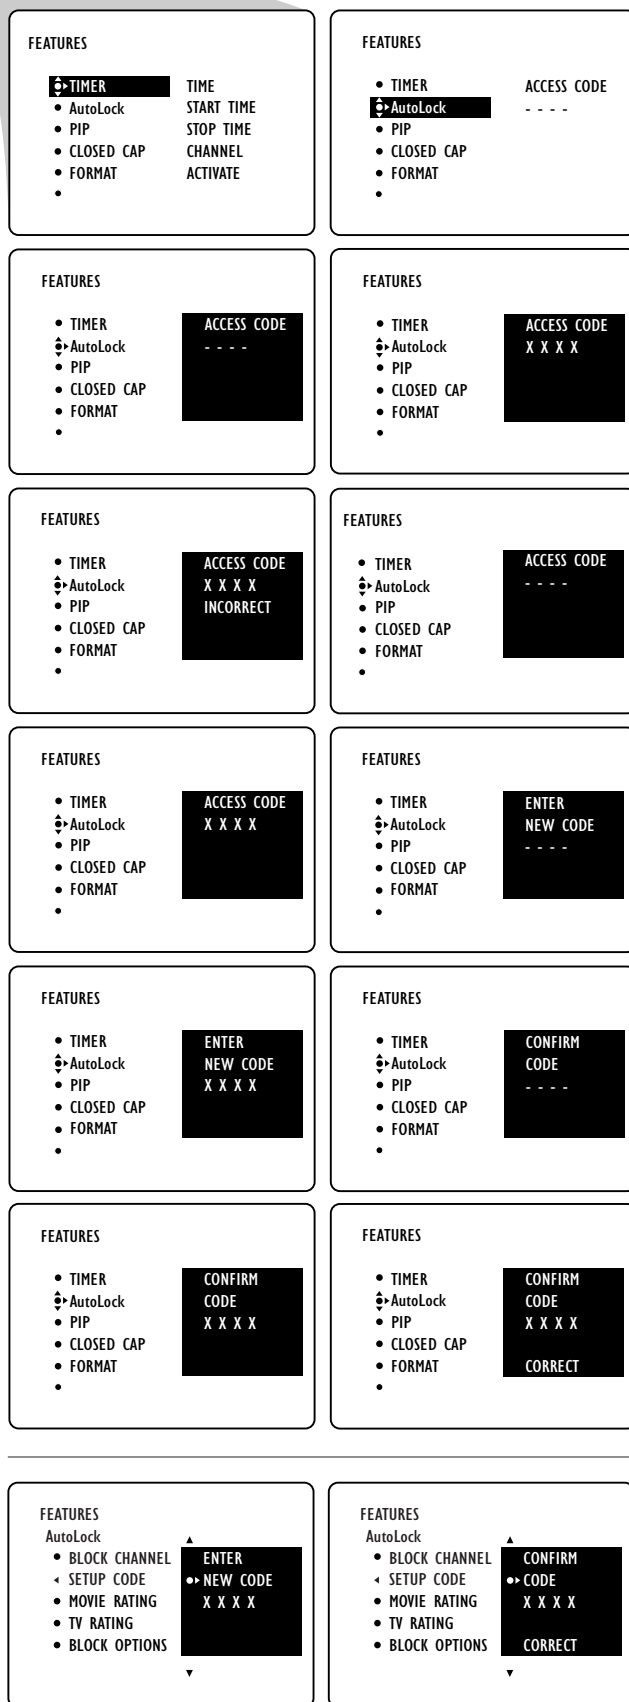 FEATURES
TIMER TIME
AutoLock START TIME
PIP STOP TIME
CLOSED CAP CHANNEL
FORMAT ACTIVATE
FEATURES
TIMER ACCESS CODE
AutoLock - - - -
PIP
CLOSED CAP
FORMAT
FEATURES
TIMER ACCESS CODE
AutoLock - - - -
PIP
CLOSED CAP
FORMAT
FEATURES
TIMER ACCESS CODE
AutoLock X X X X
PIP
CLOSED CAP
FORMAT
FEATURES
TIMER ACCESS CODE
AutoLock X X X X
PIP INCORRECT
CLOSED CAP
FORMAT
FEATURES
TIMER ACCESS CODE
AutoLock - - - -
PIP
CLOSED CAP
FORMAT
FEATURES
TIMER ACCESS CODE
AutoLock X X X X
PIP
CLOSED CAP
FORMAT
FEATURES
TIMER ENTER
AutoLock NEW CODE
PIP - - - -
CLOSED CAP
FORMAT
FEATURES
TIMER ENTER
AutoLock NEW CODE
PIP X X X X
CLOSED CAP
FORMAT
FEATURES
TIMER CONFIRM
AutoLock CODE
PIP - - - -
CLOSED CAP
FORMAT
FEATURES
TIMER CONFIRM
AutoLock CODE
PIP X X X X
CLOSED CAP
FORMAT
FEATURES
TIMER CONFIRM
AutoLock CODE
PIP X X X X
CLOSED CAP
FORMAT CORRECT
FEATURES
AutoLock
BLOCK CHANNEL ENTER
SETUP CODE NEW CODE
MOVIE RATING X X X X
TV RATING
BLOCK OPTIONS
FEATURES
AutoLock
BLOCK CHANNEL CONFIRM
SETUP CODE CODE
MOVIE RATING X X X X
TV RATING
BLOCK OPTIONS CORRECT